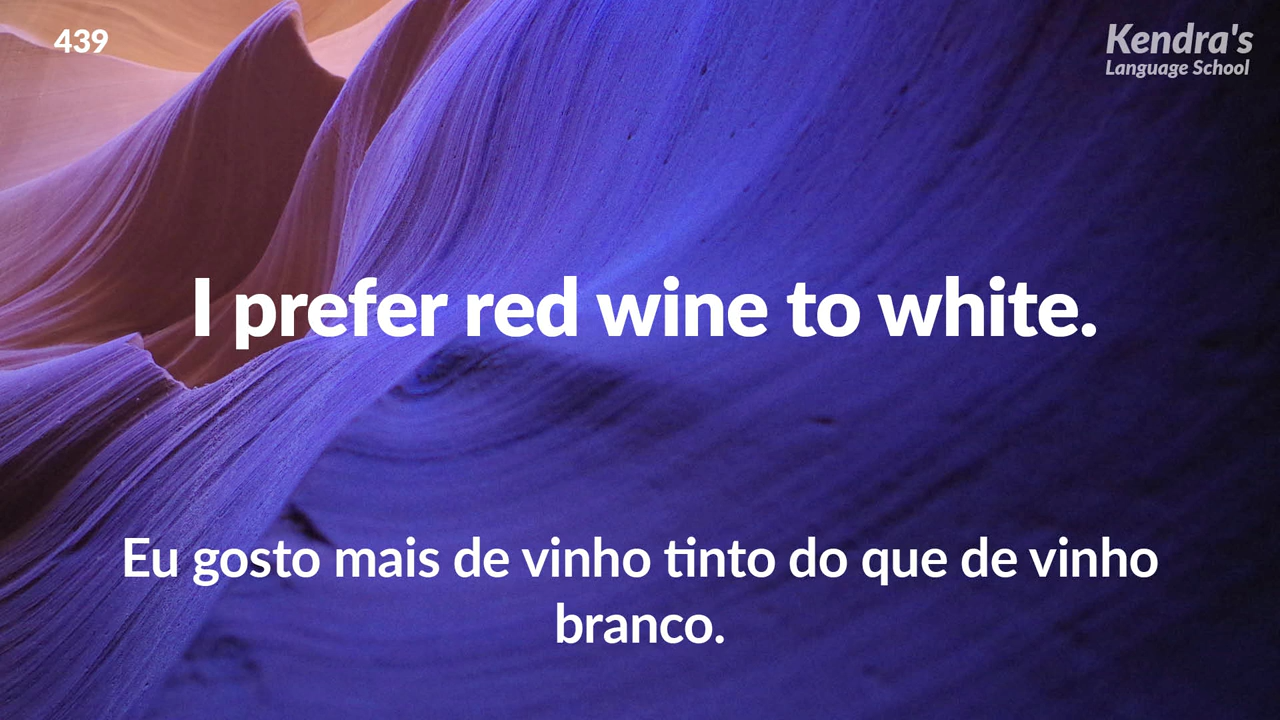 439
Kendra's
Language School
I prefer red wine to white.
Eu gosto mais de vinho tinto do que de vinho
branco.